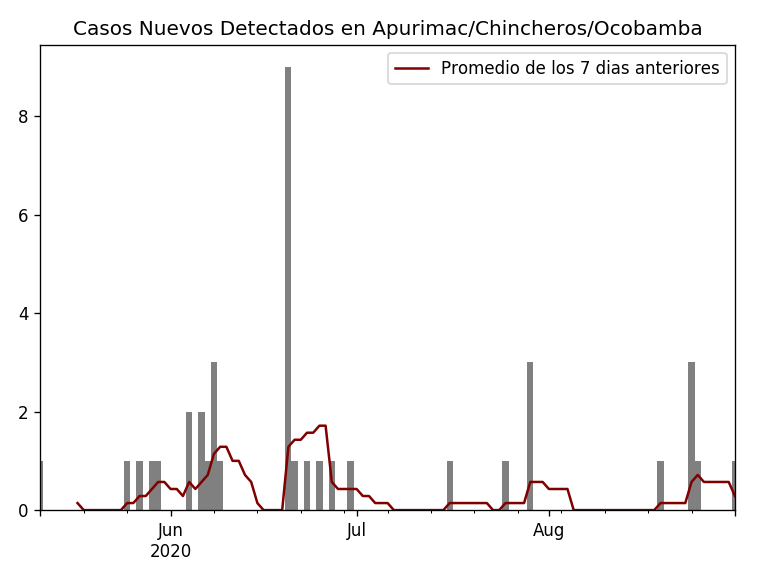 Casos Nuevos Detectados en Apurimac/Chincheros/Ocobamba
Promedio de los 7 dias anteriores
8
6
4
2
0
Jun
2020
Jul
Aug